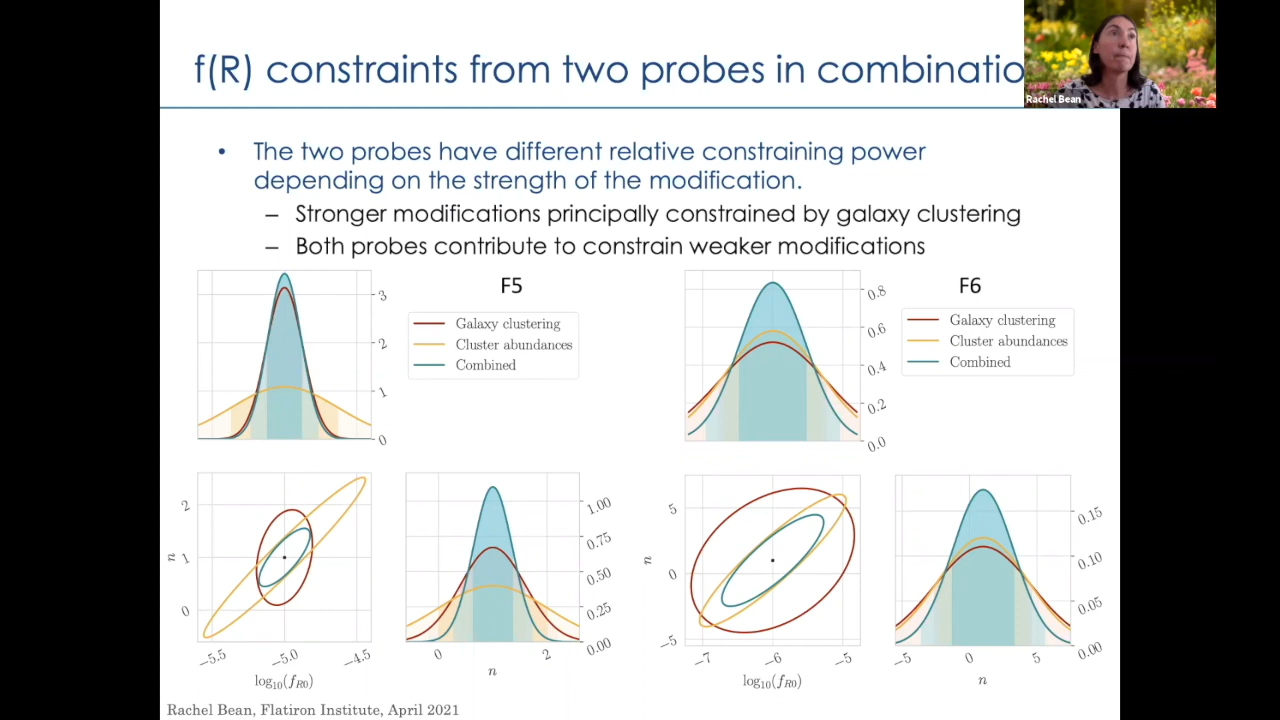 f(R) constraints from two probes in combinatio
Rachel Bean
• The two probes have different relative constraining power
depending on the strength of the modification.
– Stronger modifications principally constrained by galaxy clustering
– Both probes contribute to constrain weaker modifications
F5
Galaxy clustering
Cluster abundances
Combined
3
2
1
0
F6
Galaxy clustering
Cluster abundances
Combined
0.8
0.6
0.4
0.2
0.0
2
1
0
n
−5.5 −5.0 −4.5
log10(fR0)
1.00
0.75
0.50
0.25
0.00
0 2
n
5
0
−5
n
−7 −6 −5
log10(fR0)
0.15
0.10
0.05
0.00
−5 0 5
n
Rachel Bean, Flatiron Institute, April 2021